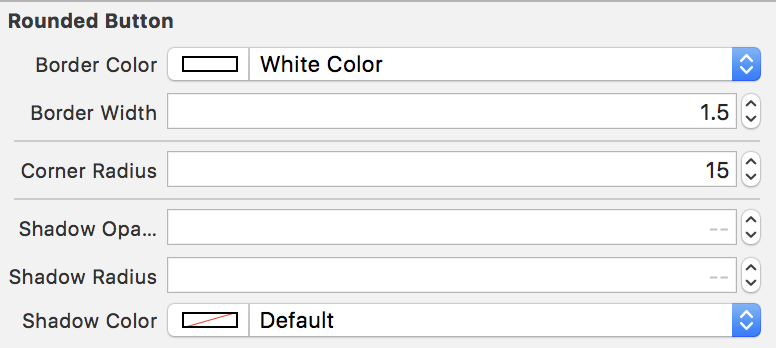 Rounded Button
Border Color White Color
Border Width 1.5
Corner Radius 15
Shadow Opa... --
Shadow Radius --
Shadow Color Default